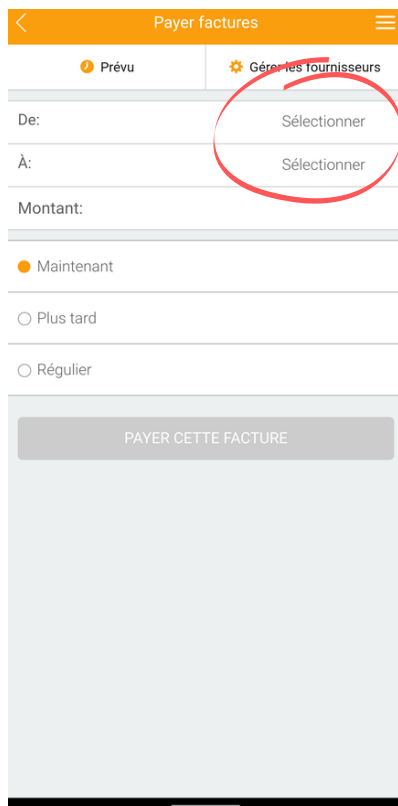 Payer factures
Prévu
Gérer les fournisseurs
De: Sélectionner
À: Sélectionner
Montant:
Maintenant
Plus tard
Régulier
PAYER CETTE FACTURE